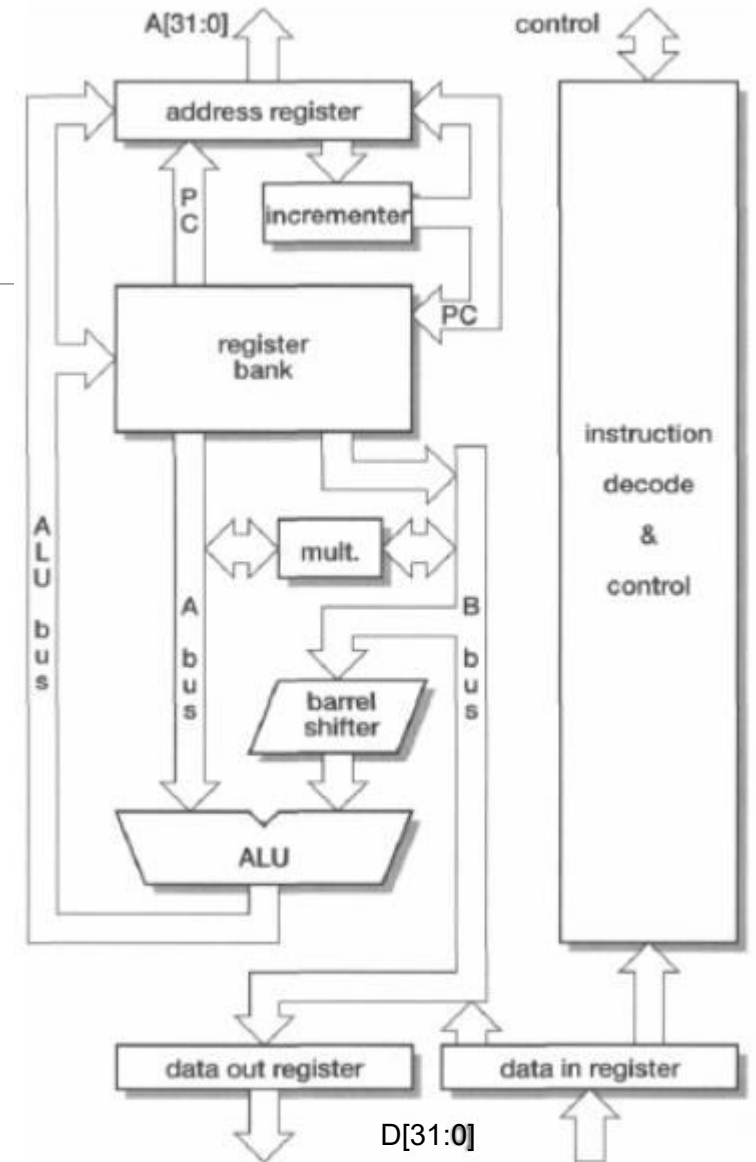 A[31:0]
control
address register
P
C
incrementer
PC
register
bank
instruction
decode
&
control
A
L
U
b
u
s
mult.
A
b
u
s
B
b
u
s
barrel
shifter
ALU
data out register
data in register
D[31:0]